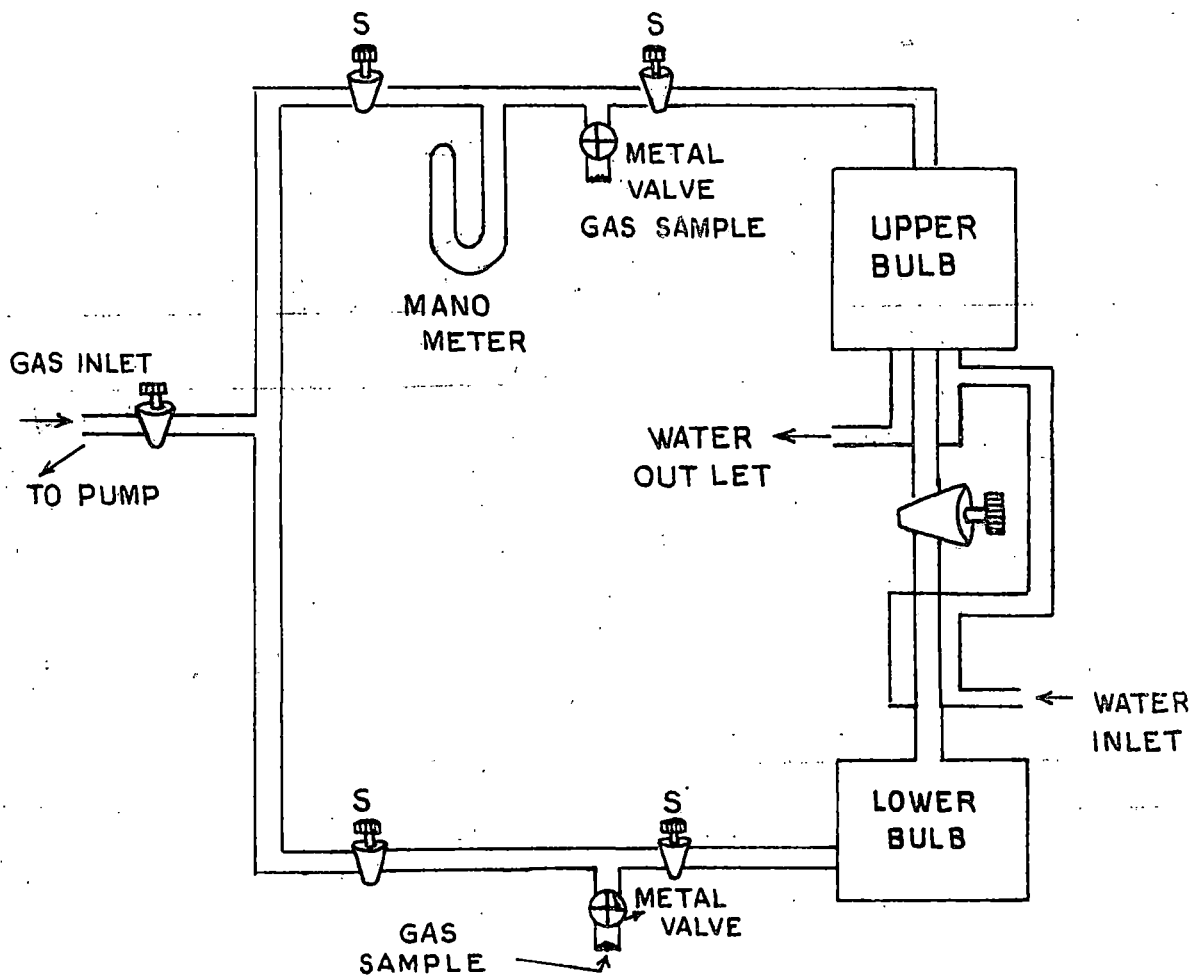 S
S
METAL
VALVE
GAS SAMPLE
UPPER
BULB
MANO
METER
GAS INLET
TO PUMP
WATER
OUT LET
WATER
INLET
S
S
LOWER
BULB
METAL
VALVE
GAS
SAMPLE